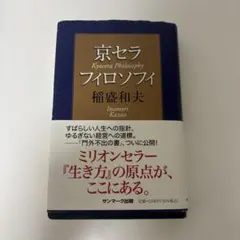 京セラ
Kyocera Philosophy
フィロソフィ
稲盛和夫
Inamori
Kazuo
すばらしい人生への指針、
ゆるぎない経営への道標。
──「門外不出の書」、ついに公開!
ミリオンセラー
『生き方』の原点が、
ここにある。
サンマーク出版